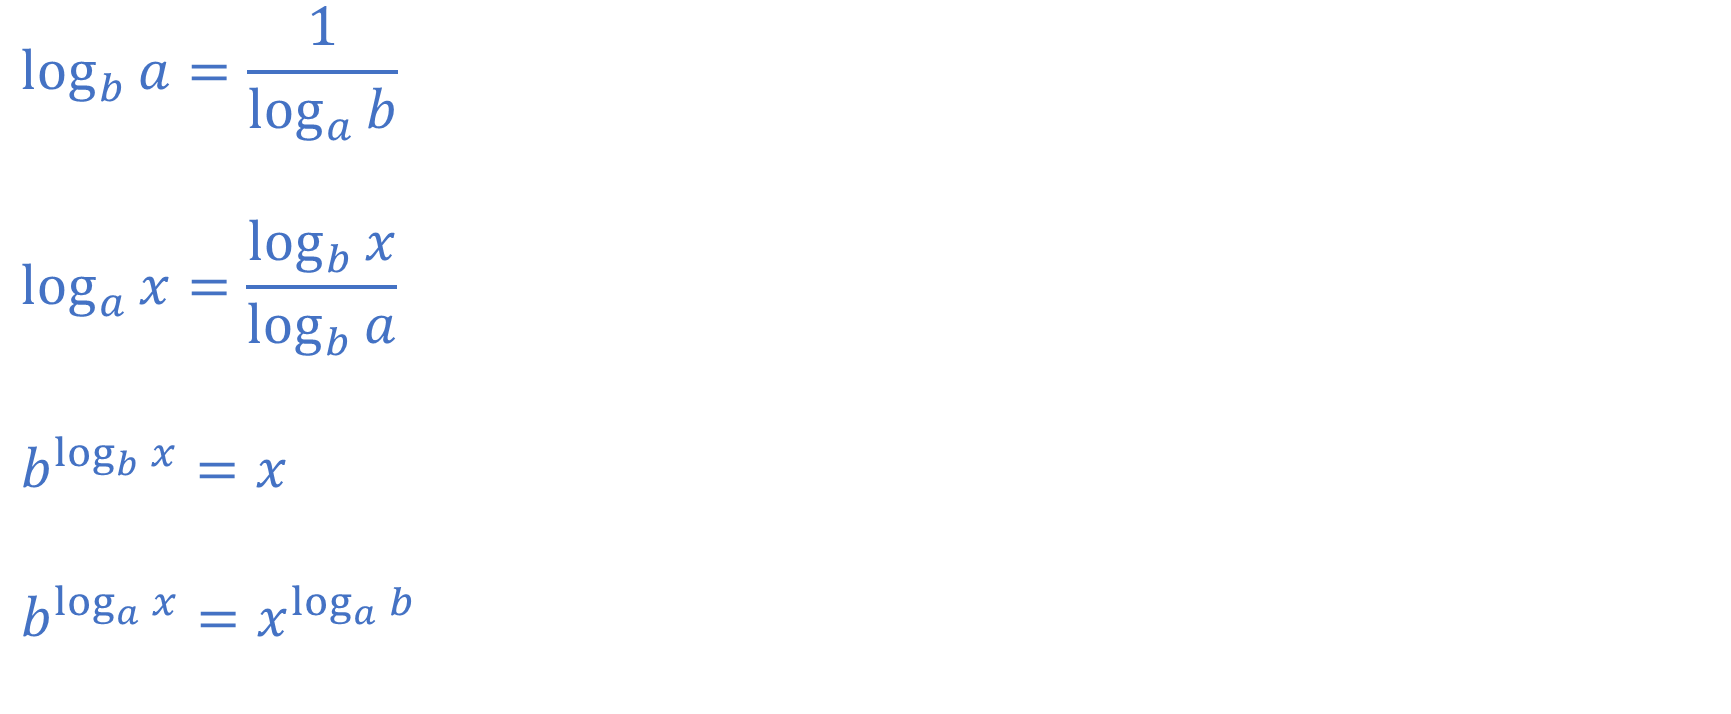 log_b a = 1 / log_a b
log_a x = log_b x / log_b a
b^{log_b x} = x
b^{log_a x} = x^{log_a b}